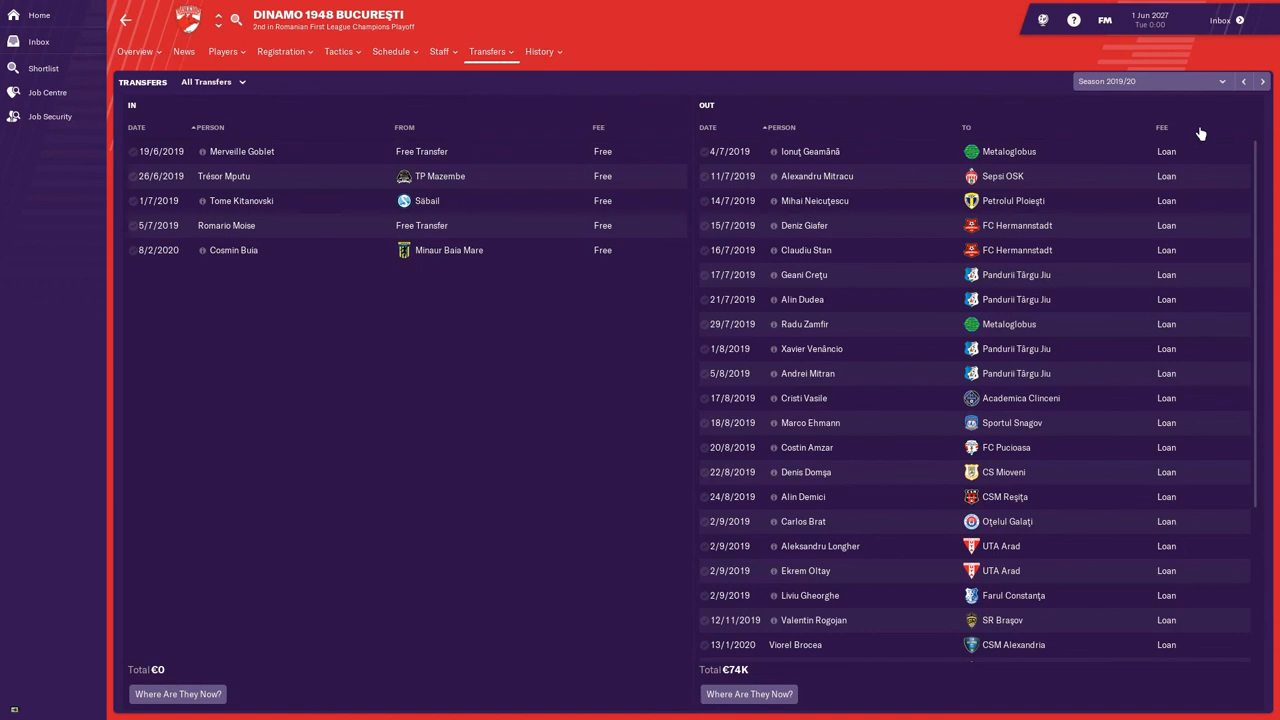 Home
Inbox
Shortlist
Job Centre
Job Security
DINAMO 1948 BUCUREŞTI
2nd in Romanian First League Champions Playoff
FM
1 Jun 2027
Tue 0:00
Inbox
Overview
News
Players
Registration
Tactics
Schedule
Staff
Transfers
History
TRANSFERS All Transfers
Season 2019/20
IN
DATE PERSON FROM FEE
19/6/2019 Merveille Goblet Free Transfer Free
26/6/2019 Trésor Mputu TP Mazembe Free
1/7/2019 Tome Kitanovski Säbail Free
5/7/2019 Romario Moise Free Transfer Free
8/2/2020 Cosmin Buia Minaur Baia Mare Free
Total €0
Where Are They Now?
OUT
DATE PERSON TO FEE
4/7/2019 Ionuţ Geamănă Metaloglobus Loan
11/7/2019 Alexandru Mitracu Sepsi OSK Loan
14/7/2019 Mihai Neicuţescu Petrolul Ploieşti Loan
15/7/2019 Deniz Giafer FC Hermannstadt Loan
16/7/2019 Claudiu Stan FC Hermannstadt Loan
17/7/2019 Geani Creţu Pandurii Târgu Jiu Loan
21/7/2019 Alin Dudea Pandurii Târgu Jiu Loan
29/7/2019 Radu Zamfir Metaloglobus Loan
1/8/2019 Xavier Venâncio Pandurii Târgu Jiu Loan
5/8/2019 Andrei Mitran Pandurii Târgu Jiu Loan
17/8/2019 Cristi Vasile Academica Clinceni Loan
18/8/2019 Marco Ehmann Sportul Snagov Loan
20/8/2019 Costin Amzar FC Pucioasa Loan
22/8/2019 Denis Domşa CS Mioveni Loan
24/8/2019 Alin Demici CSM Reşiţa Loan
2/9/2019 Carlos Brat Oţelul Galaţi Loan
2/9/2019 Aleksandru Longher UTA Arad Loan
2/9/2019 Ekrem Oltay UTA Arad Loan
2/9/2019 Liviu Gheorghe Farul Constanţa Loan
12/11/2019 Valentin Rogojan SR Braşov Loan
13/1/2020 Viorel Brocea CSM Alexandria Loan
Total €74K
Where Are They Now?